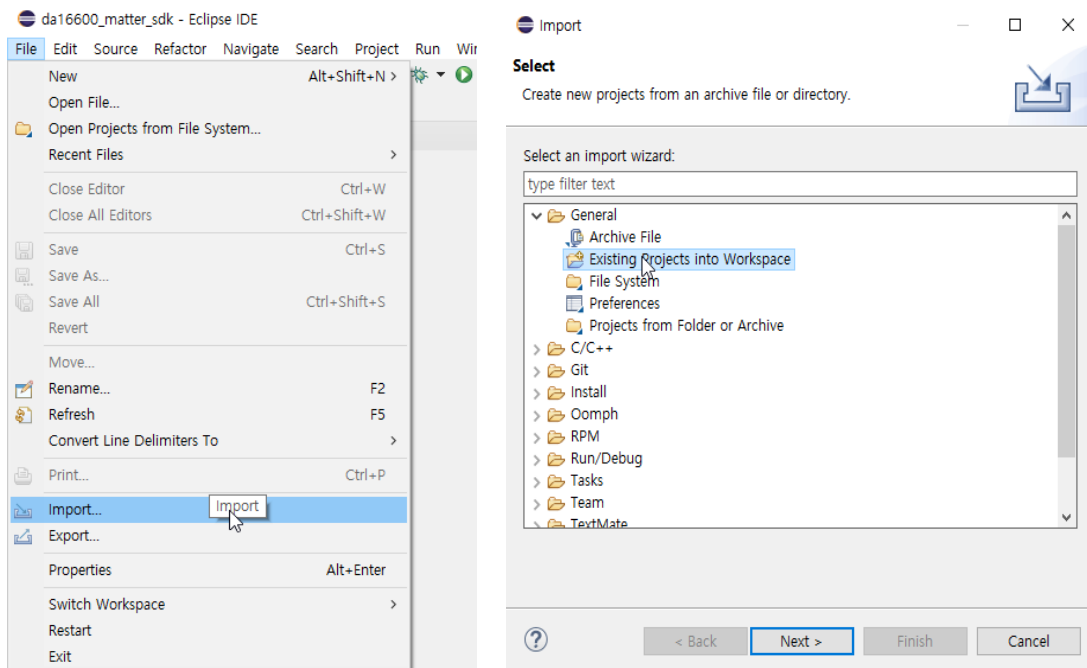 da16600_matter_sdk - Eclipse IDE
File Edit Source Refactor Navigate Search Project Run Wir
New Alt+Shift+N >
Open File...
Open Projects from File System...
Recent Files >
Close Editor Ctrl+W
Close All Editors Ctrl+Shift+W
Save Ctrl+S
Save As...
Save All Ctrl+Shift+S
Revert
Move...
Rename... F2
Refresh F5
Convert Line Delimiters To >
Print... Ctrl+P
Import... Import
Export...
Properties Alt+Enter
Switch Workspace >
Restart
Exit
Import
Select
Create new projects from an archive file or directory.
Select an import wizard:
type filter text
General
Archive File
Existing Projects into Workspace
File System
Preferences
Projects from Folder or Archive
C/C++
Git
Install
Oomph
RPM
Run/Debug
Tasks
Team
TextMate
? < Back Next > Finish Cancel